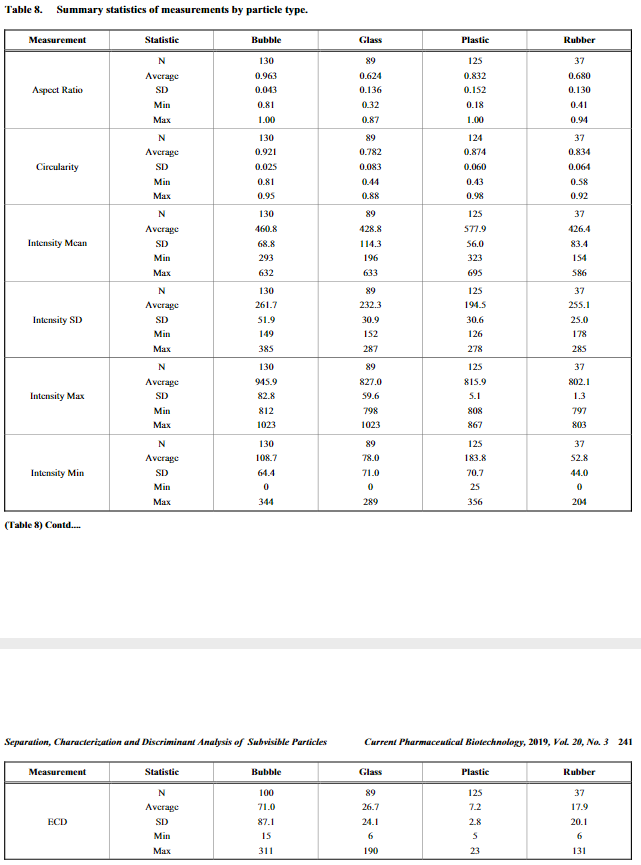 Table 8. Summary statistics of measurements by particle type.
Measurement Statistic Bubble Glass Plastic Rubber
N 130 89 125 37
Average 0.963 0.624 0.832 0.680
Aspect Ratio SD 0.043 0.136 0.152 0.130
Min 0.81 0.32 0.18 0.41
Max 1.00 0.87 1.00 0.94
N 130 89 124 37
Average 0.921 0.782 0.874 0.834
Circularity SD 0.025 0.083 0.060 0.064
Min 0.81 0.44 0.43 0.58
Max 0.95 0.88 0.98 0.92
N 130 89 125 37
Average 460.8 428.8 577.9 426.4
Intensity Mean SD 68.8 114.3 56.0 83.4
Min 293 196 323 154
Max 632 633 695 586
N 130 89 125 37
Average 261.7 232.3 194.5 255.1
Intensity SD SD 51.9 30.9 30.6 25.0
Min 149 152 126 178
Max 385 287 278 285
N 130 89 125 37
Average 945.9 827.0 815.9 802.1
Intensity Max SD 82.8 59.6 5.1 1.3
Min 812 798 808 797
Max 1023 1023 867 803
N 130 89 125 37
Average 108.7 78.0 183.8 52.8
Intensity Min SD 64.4 71.0 70.7 44.0
Min 0 0 25 0
Max 344 289 356 204
(Table 8) Contd....
Separation, Characterization and Discriminant Analysis of Subvisible Particles Current Pharmaceutical Biotechnology, 2019, Vol. 20, No. 3 241
Measurement Statistic Bubble Glass Plastic Rubber
N 100 89 125 37
Average 71.0 26.7 7.2 17.9
ECD SD 87.1 24.1 2.8 20.1
Min 15 6 5 6
Max 311 190 23 131